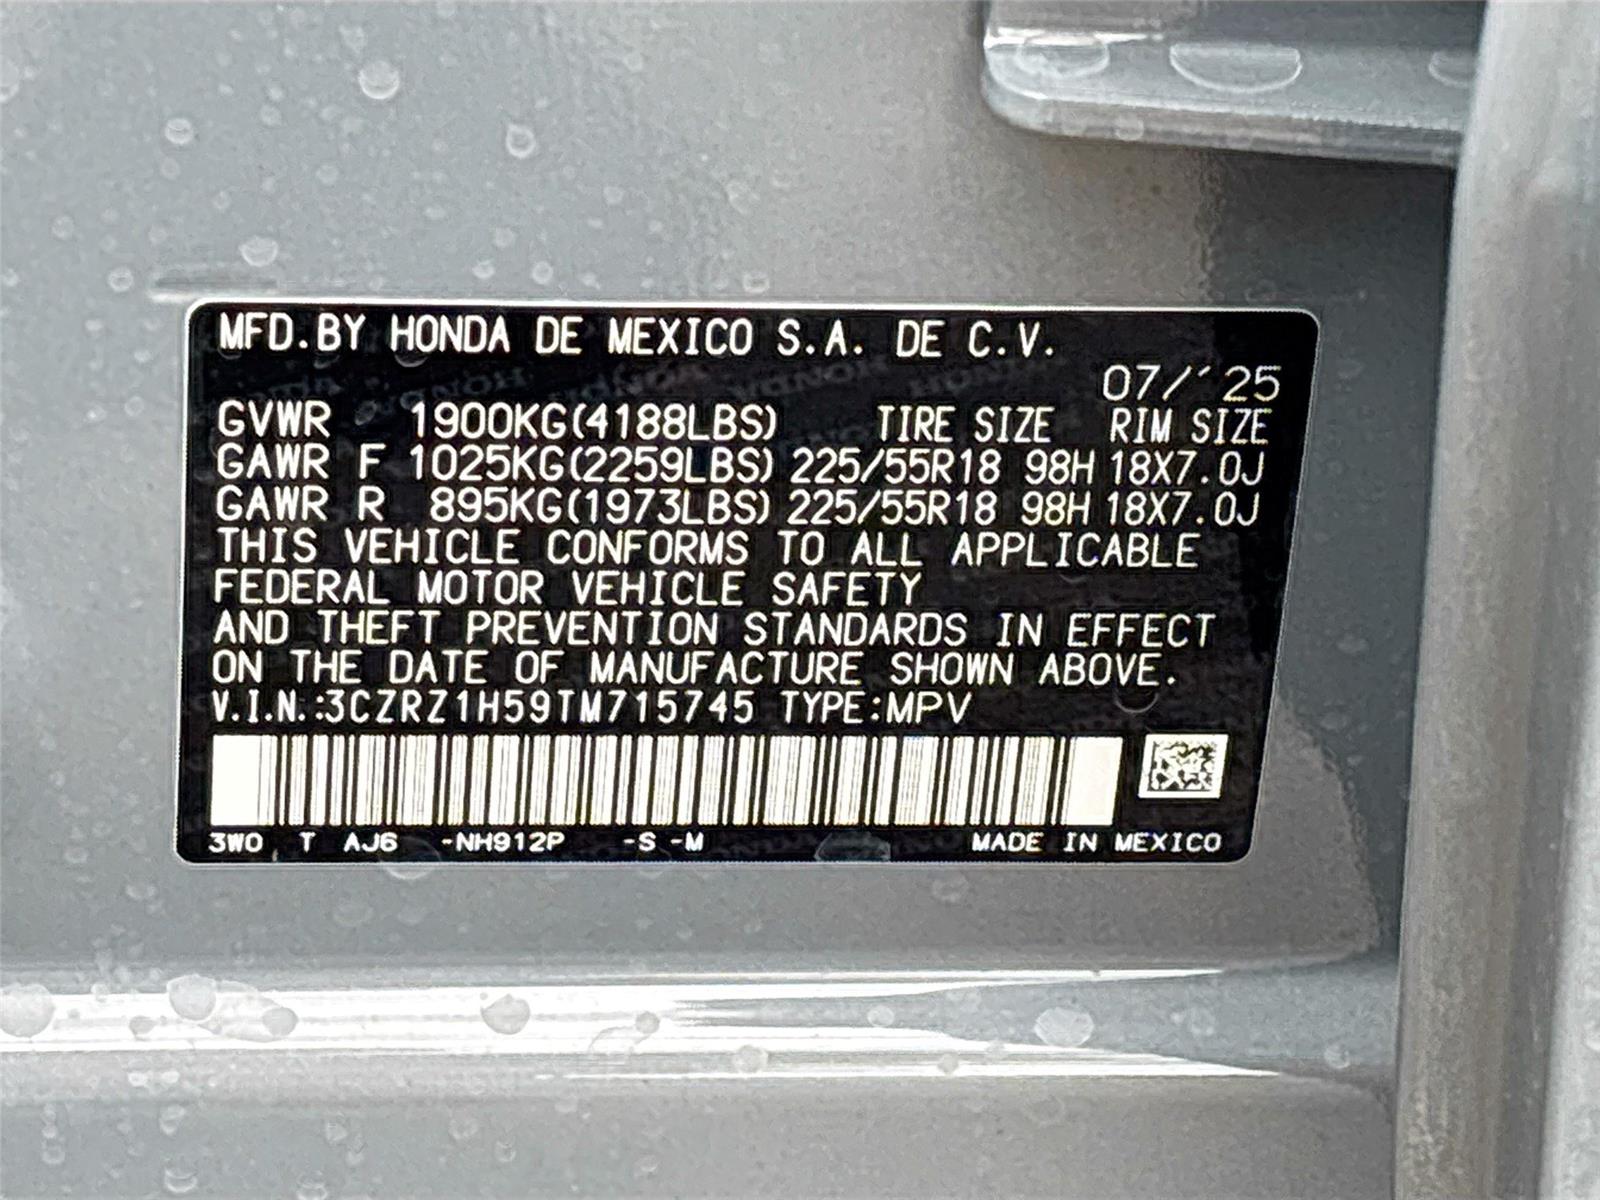 MFD.BY HONDA DE MEXICO S.A. DE C.V.
07/´25
GVWR 1900KG(4188LBS) TIRE SIZE RIM SIZE
GAWR F 1025KG(2259LBS) 225/55R18 98H 18X7.0J
GAWR R 895KG(1973LBS) 225/55R18 98H 18X7.0J
THIS VEHICLE CONFORMS TO ALL APPLICABLE
FEDERAL MOTOR VEHICLE SAFETY
AND THEFT PREVENTION STANDARDS IN EFFECT
ON THE DATE OF MANUFACTURE SHOWN ABOVE.
V.I.N.:3CZRZ1H59TM715745 TYPE:MPV
3WO T AJ6 -NH912P -S -M MADE IN MEXICO